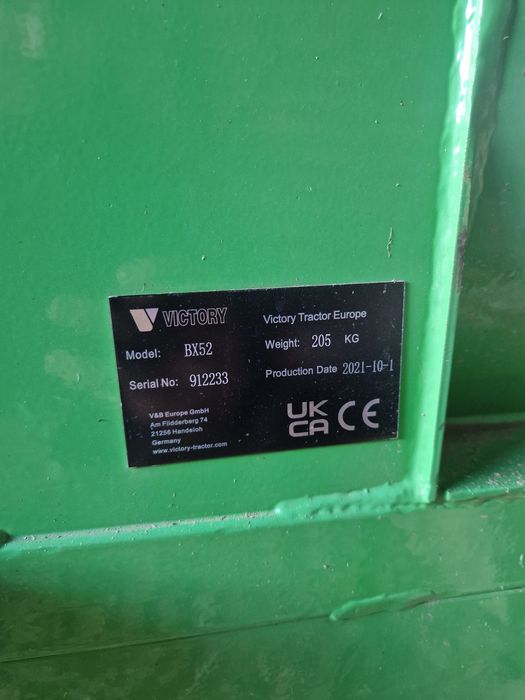 VICTORY
Victory Tractor Europe
Model: BX52
Weight: 205 KG
Serial No: 912233
Production Date 2021-10-1
V&B Europe GmbH
Am Flidderberg 74
21256 Handeloh
Germany
www.victory-tractor.com
UK
CA CE